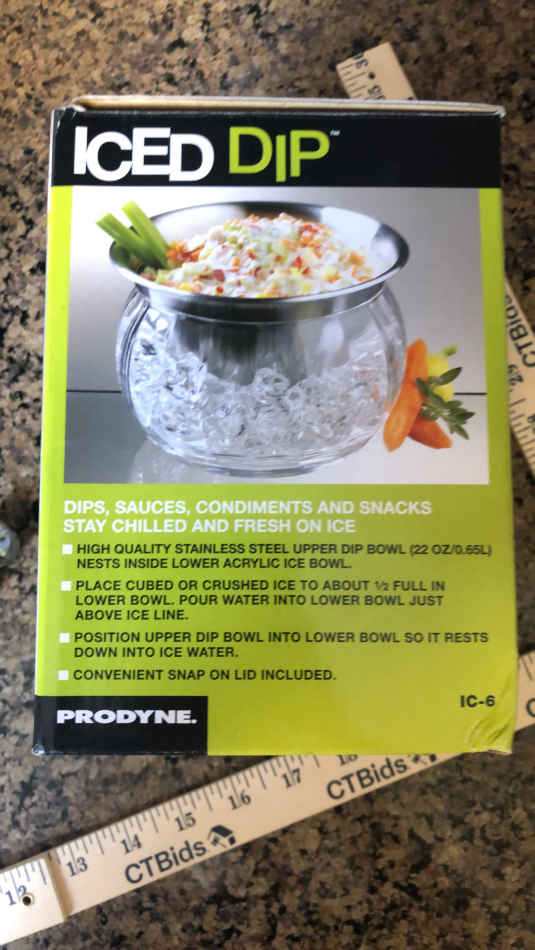 ICED DIP™
DIPS, SAUCES, CONDIMENTS AND SNACKS
STAY CHILLED AND FRESH ON ICE
HIGH QUALITY STAINLESS STEEL UPPER DIP BOWL (22 OZ/0.65L)
NESTS INSIDE LOWER ACRYLIC ICE BOWL.
PLACE CUBED OR CRUSHED ICE TO ABOUT ½ FULL IN
LOWER BOWL. POUR WATER INTO LOWER BOWL JUST
ABOVE ICE LINE.
POSITION UPPER DIP BOWL INTO LOWER BOWL SO IT RESTS
DOWN INTO ICE WATER.
CONVENIENT SNAP ON LID INCLUDED.
IC-6
PRODYNE.
12 13 14 15 16 17 18
CTBids CTBids
CTBids
29